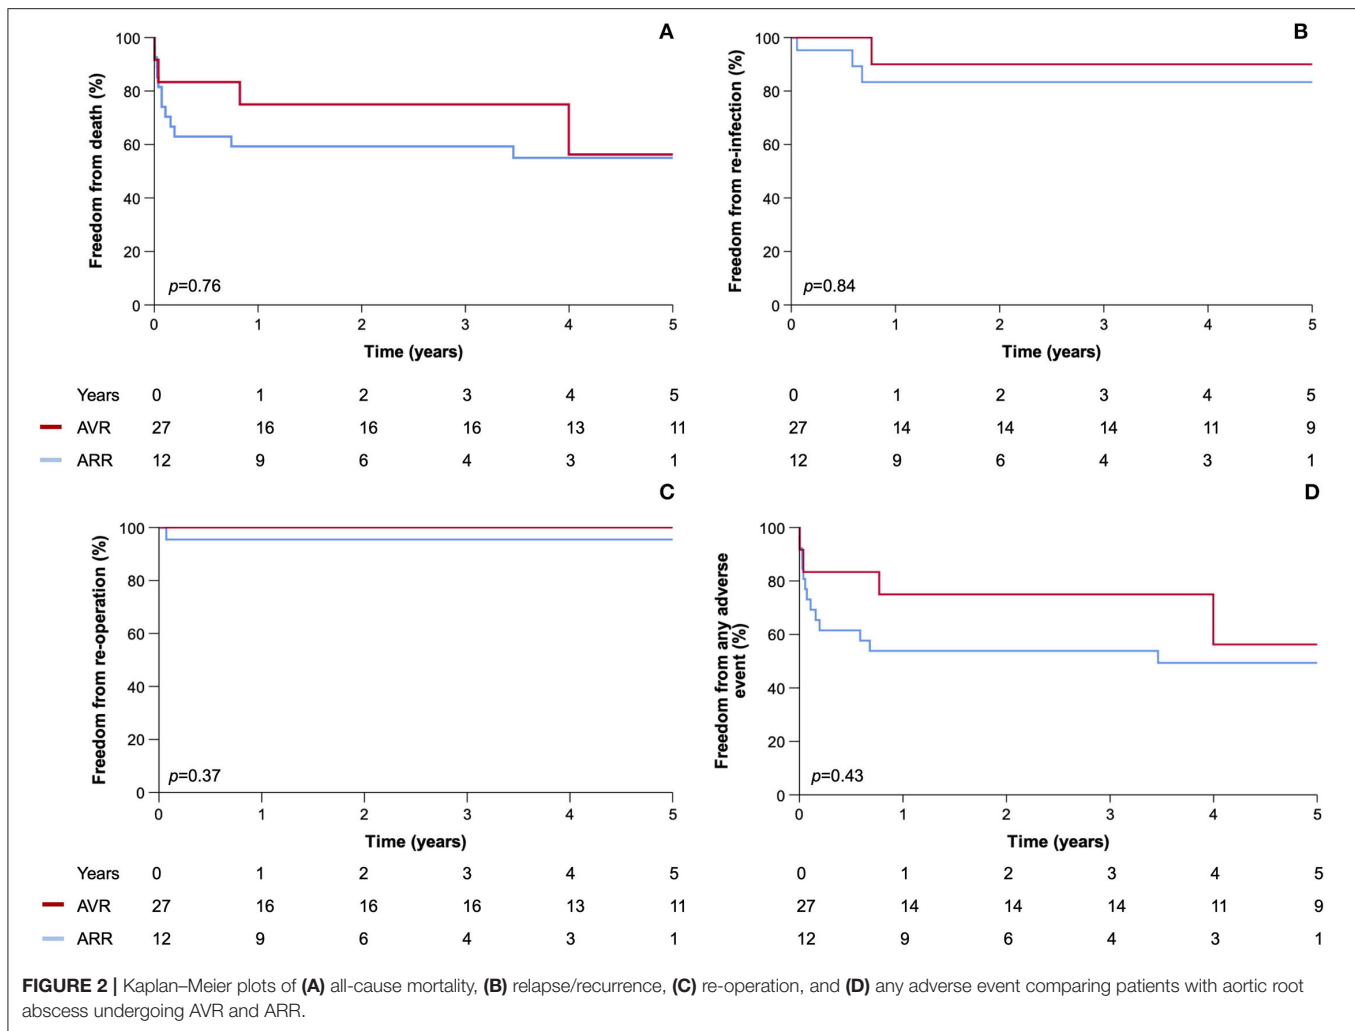 A
100
80
60
40
20
0
Freedom from death (%)
p=0.76
0 1 2 3 4 5
Time (years)
Years 0 1 2 3 4 5
AVR 27 16 16 16 13 11
ARR 12 9 6 4 3 1
B
100
80
60
40
20
0
Freedom from re-infection (%)
p=0.84
0 1 2 3 4 5
Time (years)
0 1 2 3 4 5
27 14 14 14 11 9
12 9 6 4 3 1
C
100
80
60
40
20
0
Freedom from re-operation (%)
p=0.37
0 1 2 3 4 5
Time (years)
Years 0 1 2 3 4 5
AVR 27 16 16 16 13 11
ARR 12 9 6 4 3 1
D
100
80
60
40
20
0
Freedom from any adverse
event (%)
p=0.43
0 1 2 3 4 5
Time (years)
0 1 2 3 4 5
27 14 14 14 11 9
12 9 6 4 3 1
FIGURE 2 | Kaplan–Meier plots of (A) all-cause mortality, (B) relapse/recurrence, (C) re-operation, and (D) any adverse event comparing patients with aortic root
abscess undergoing AVR and ARR.